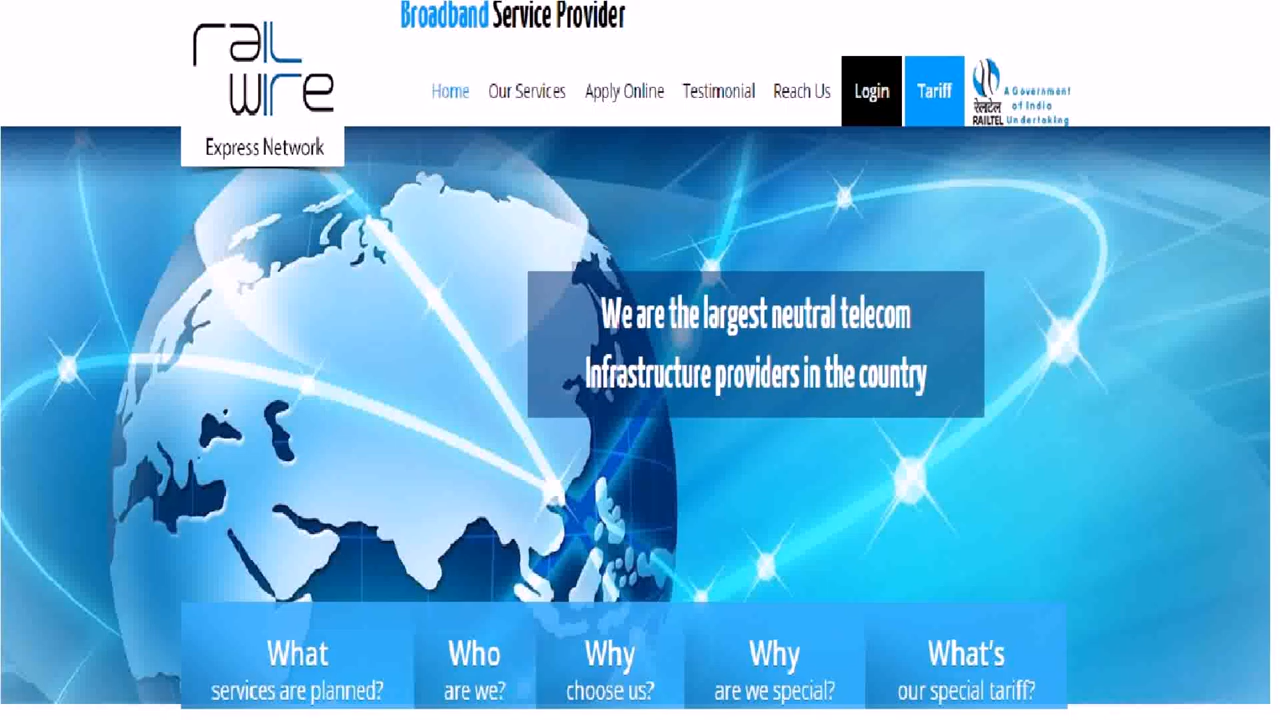 Broadband Service Provider
raIL
wIre
Express Network
Home Our Services Apply Online Testimonial Reach Us Login Tariff
रेलटेल
RAILTEL
A Government
of India
Undertaking
We are the largest neutral telecom
Infrastructure providers in the country
What
services are planned?
Who
are we?
Why
choose us?
Why
are we special?
What's
our special tariff?